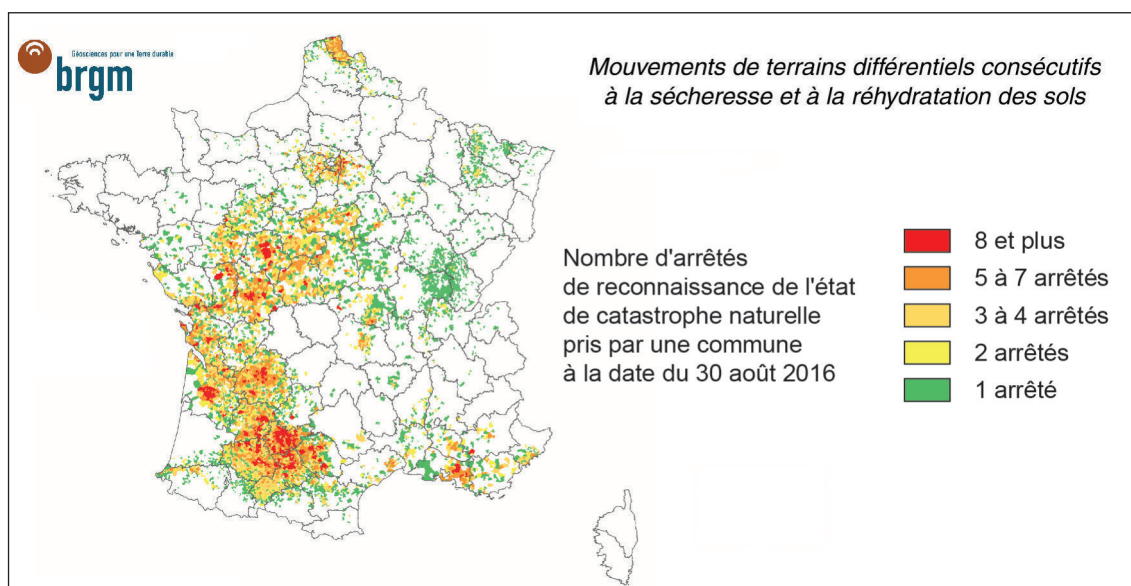 Géosciences pour une Terre durable
brgm
Mouvements de terrains différentiels consécutifs
à la sécheresse et à la réhydratation des sols
Nombre d'arrêtés
de reconnaissance de l'état
de catastrophe naturelle
pris par une commune
à la date du 30 août 2016
8 et plus
5 à 7 arrêtés
3 à 4 arrêtés
2 arrêtés
1 arrêté